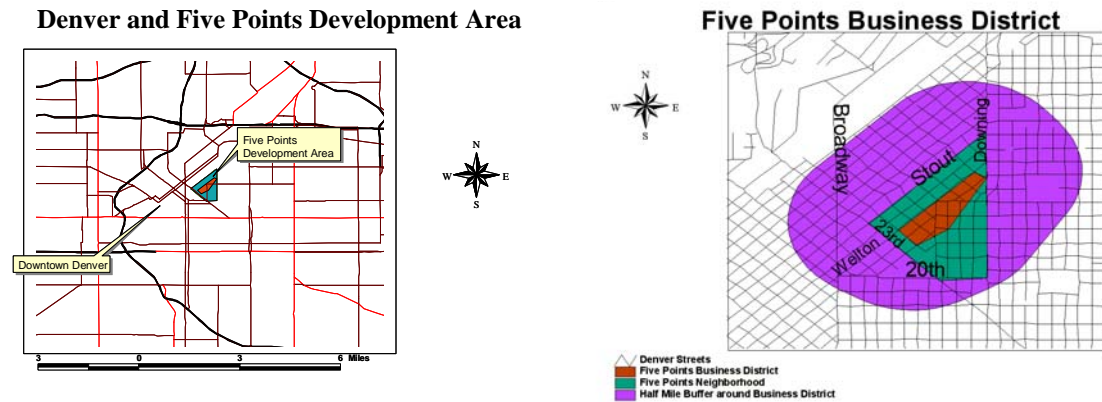 Denver and Five Points Development Area
Five Points
Development Area
Downtown Denver
N
W E
S
3 0 3 6 Miles
Five Points Business District
N
W E
S
Broadway
Downing
Stout
23rd
Welton
20th
Denver Streets
Five Points Business District
Five Points Neighborhood
Half Mile Buffer around Business District